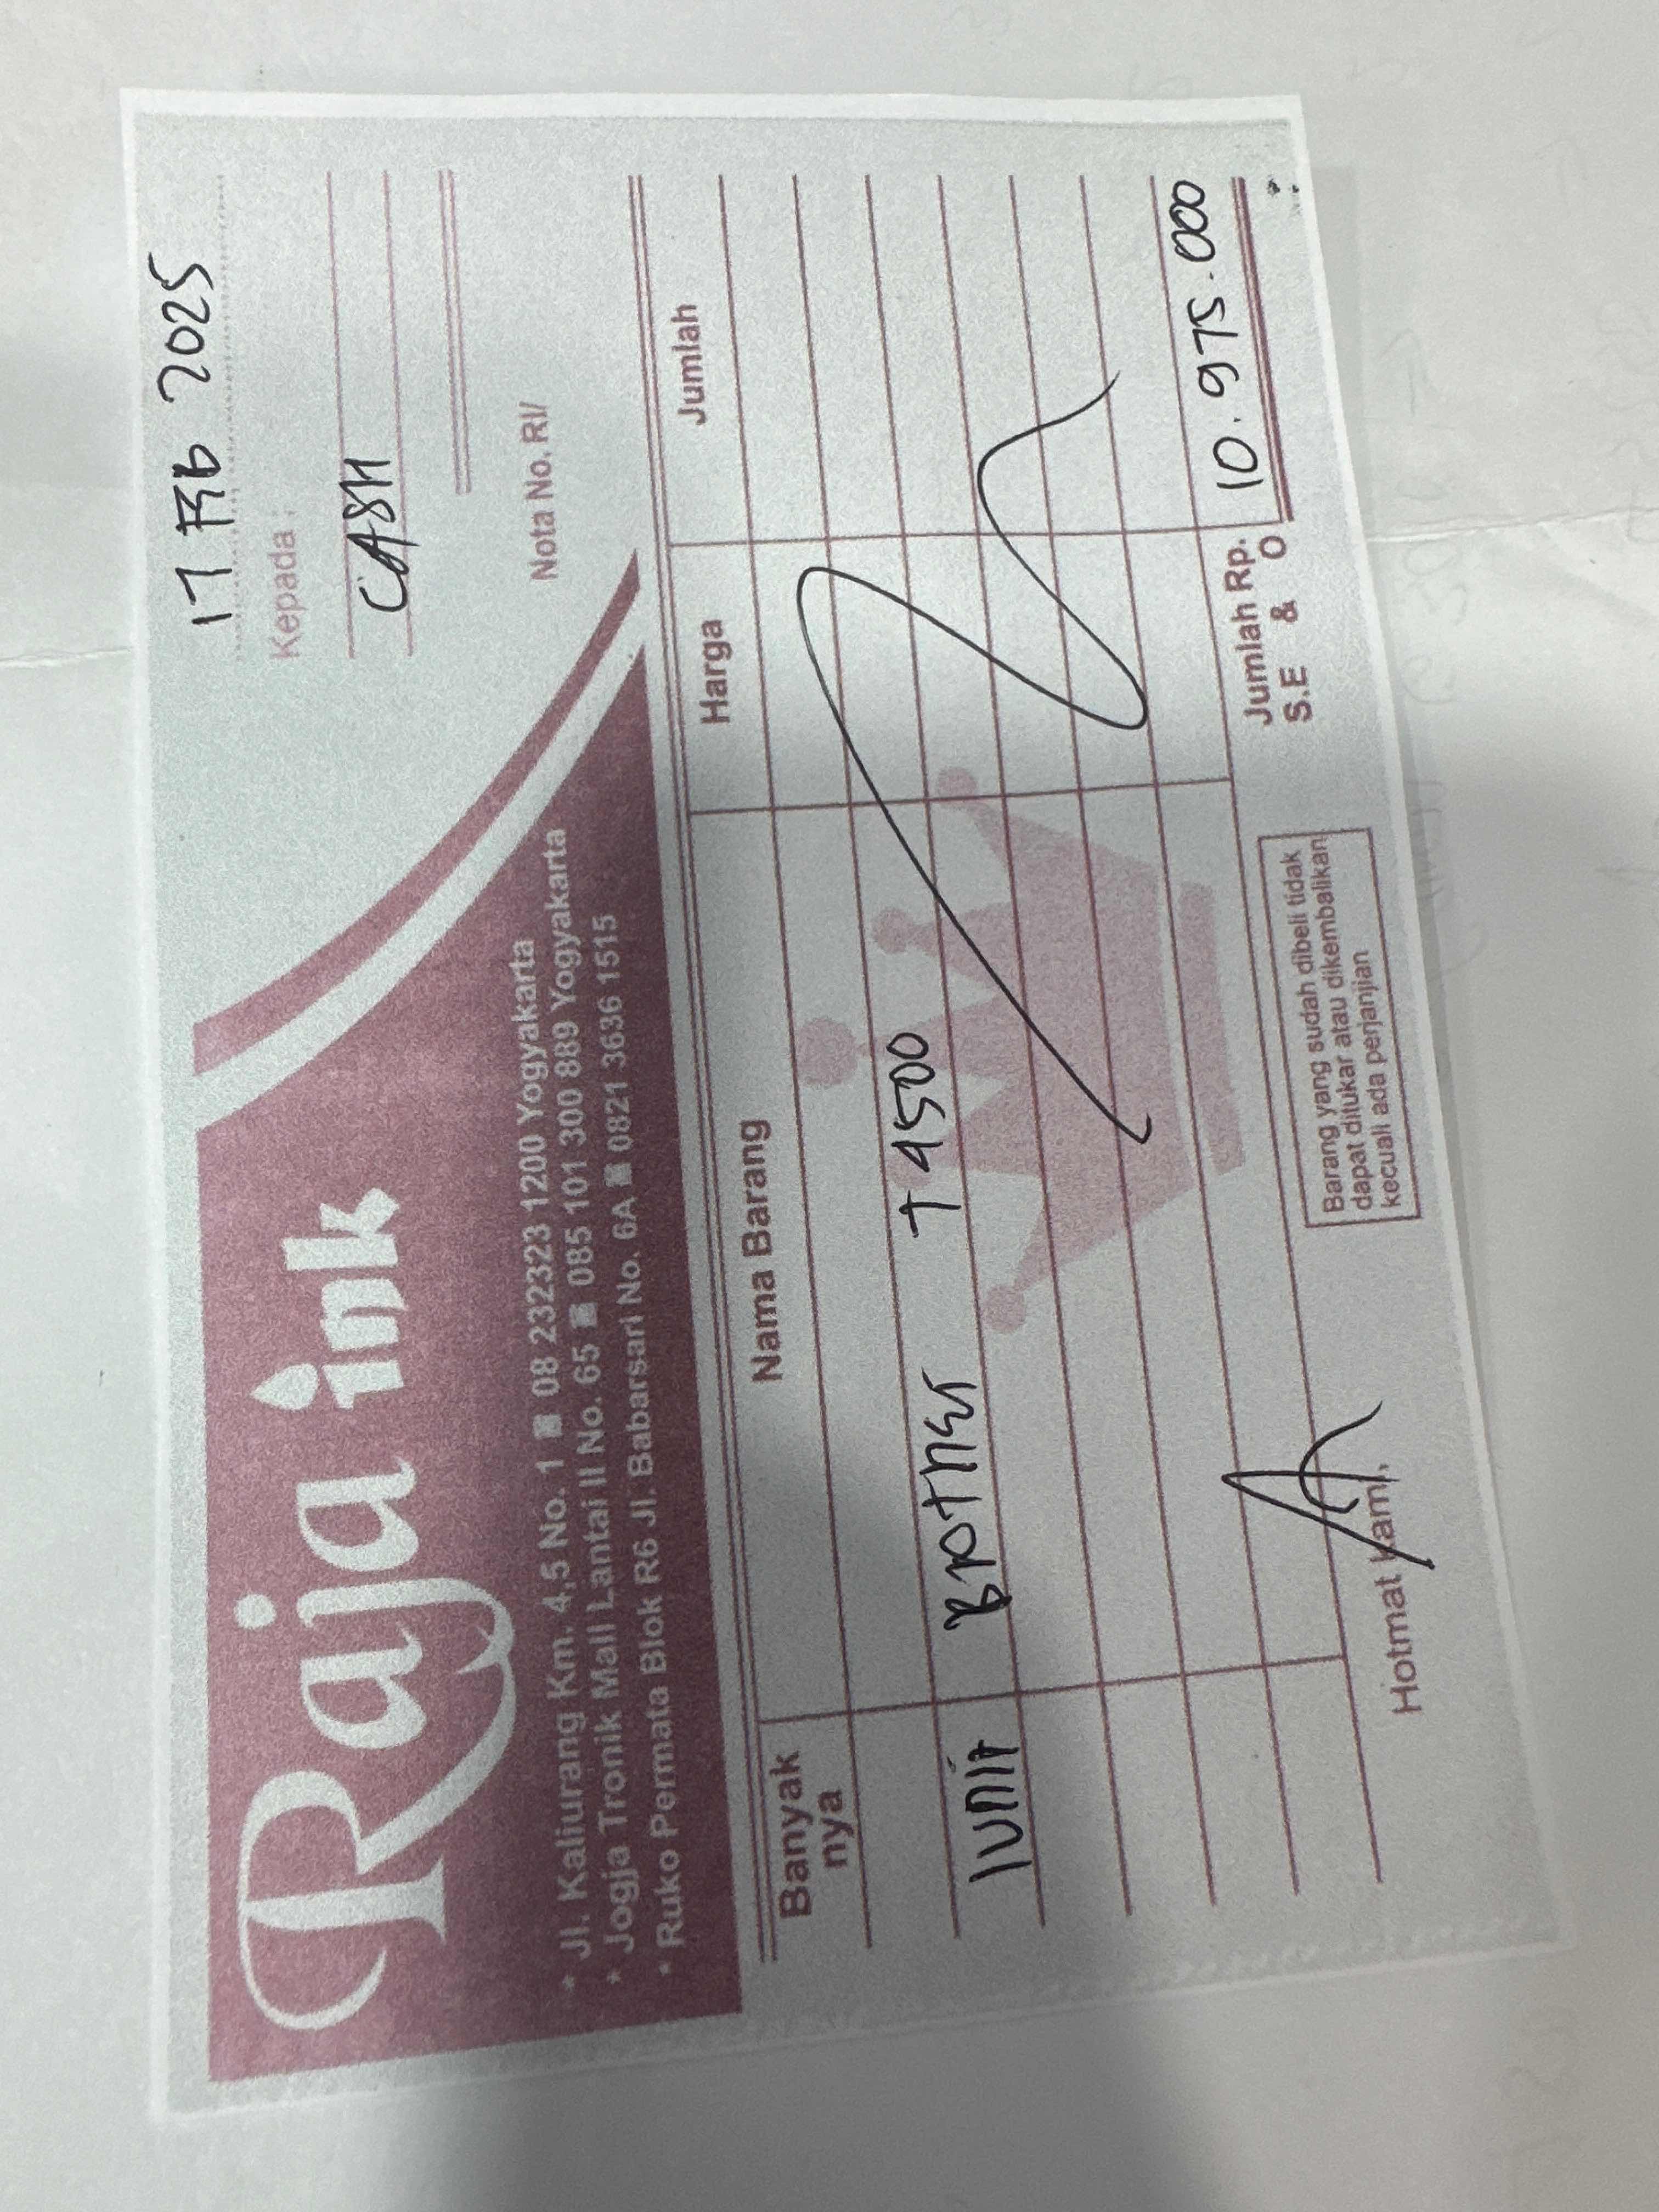 Raja ink
* Jl. Kaliurang Km. 4,5 No. 1 ☎ 08 232323 1200 Yogyakarta
* Jogja Tronik Mall Lantai II No. 65 ☎ 085 101 300 889 Yogyakarta
* Ruko Permata Blok R6 Jl. Babarsari No. 6A ☎ 0821 3636 1515
17 Feb 2025
Kepada :
CASH
Nota No. RI/
Banyak nya Nama Barang Harga Jumlah
1 unit Brother T4500
Jumlah Rp. 10.975.000
S.E & O
Barang yang sudah dibeli tidak
dapat ditukar atau dikembalikan
kecuali ada perjanjian
Hotmat kami,